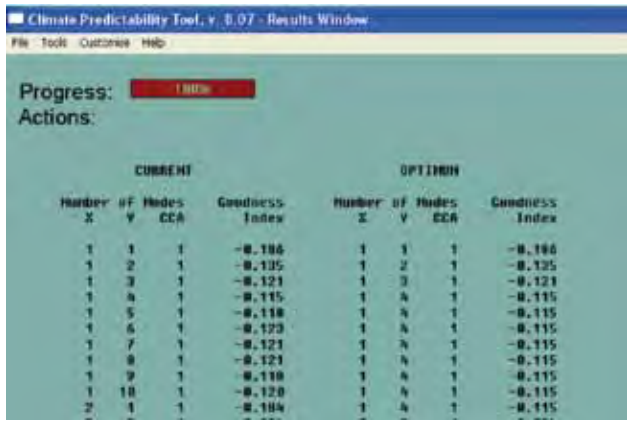 Climate Predictability Tool, v. 8.07 - Results Window
File Tools Customise Help
Progress: 100%
Actions:
CURRENT OPTIMUM
Number of Modes Goodness Number of Modes Goodness
X Y CCA Index X Y CCA Index
1 1 1 -0.186 1 1 1 -0.186
1 2 1 -0.135 1 2 1 -0.135
1 3 1 -0.121 1 3 1 -0.121
1 4 1 -0.115 1 4 1 -0.115
1 5 1 -0.118 1 4 1 -0.115
1 6 1 -0.123 1 4 1 -0.115
1 7 1 -0.121 1 4 1 -0.115
1 8 1 -0.121 1 4 1 -0.115
1 9 1 -0.118 1 4 1 -0.115
1 10 1 -0.120 1 4 1 -0.115
2 1 1 -0.184 1 4 1 -0.115